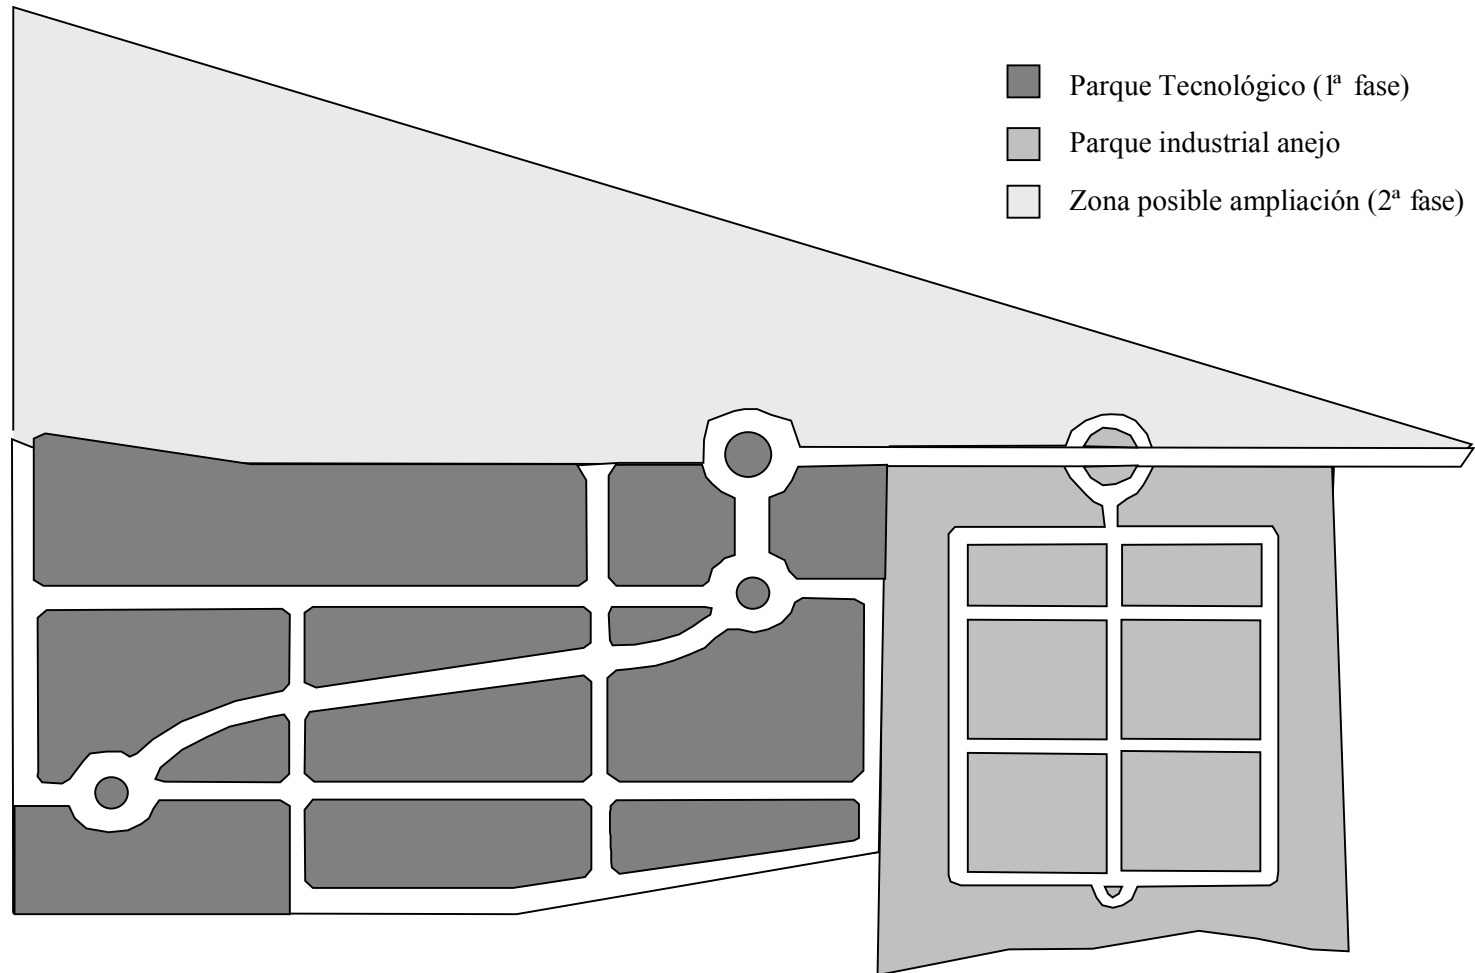 Parque Tecnológico (1ª fase)
Parque industrial anejo
Zona posible ampliación (2ª fase)